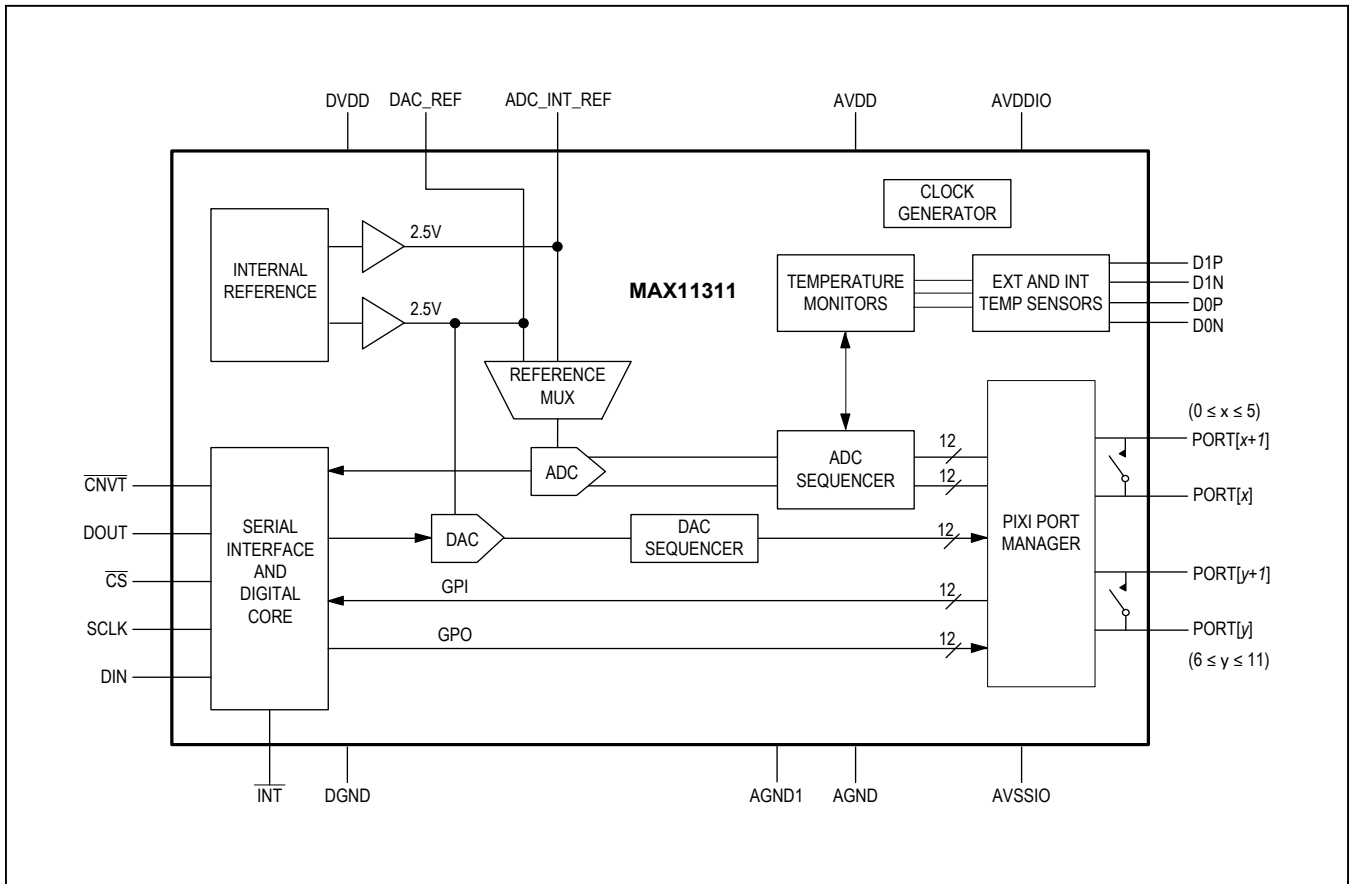 DVDD
DAC_REF
ADC_INT_REF
AVDD
AVDDIO
CLOCK
GENERATOR
2.5V
INTERNAL
REFERENCE
2.5V
MAX11311
TEMPERATURE
MONITORS
EXT AND INT
TEMP SENSORS
D1P
D1N
D0P
D0N
REFERENCE
MUX
ADC
ADC
SEQUENCER
12
12
(0 ≤ x ≤ 5)
PORT[x+1]
PORT[x]
CNVT
DOUT
CS
SCLK
DIN
SERIAL
INTERFACE
AND
DIGITAL
CORE
DAC
DAC
SEQUENCER
12
PIXI PORT
MANAGER
GPI
12
GPO
12
PORT[y+1]
PORT[y]
(6 ≤ y ≤ 11)
INT
DGND
AGND1
AGND
AVSSIO